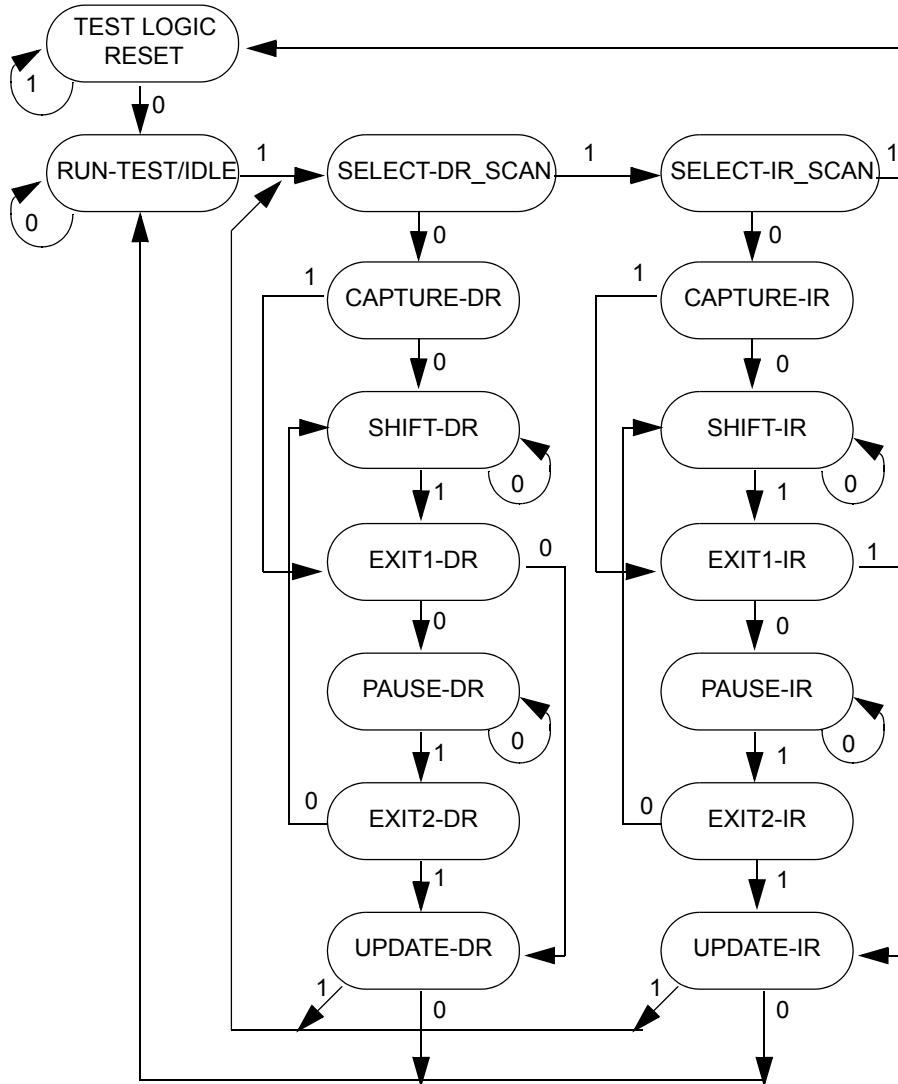 TEST LOGIC
RESET
1
0
RUN-TEST/IDLE
1
SELECT-DR_SCAN
1
SELECT-IR_SCAN
1
0
0
0
1
CAPTURE-DR
1
CAPTURE-IR
0
0
SHIFT-DR
SHIFT-IR
0
0
1
1
EXIT1-DR
0
EXIT1-IR
1
0
0
PAUSE-DR
PAUSE-IR
0
0
1
1
0
EXIT2-DR
0
EXIT2-IR
1
1
UPDATE-DR
UPDATE-IR
1
0
1
0